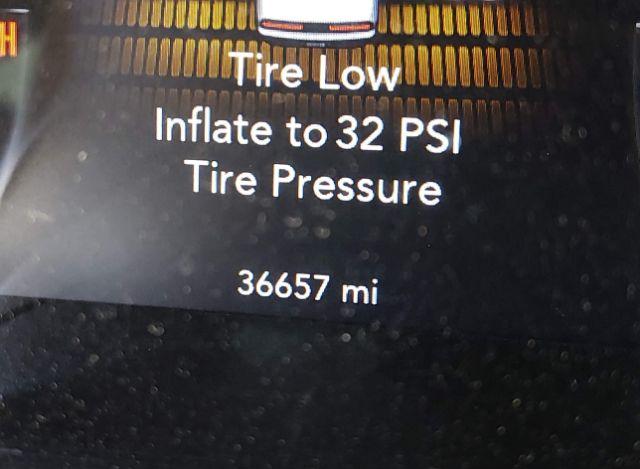 Tire Low
Inflate to 32 PSI
Tire Pressure
36657 mi